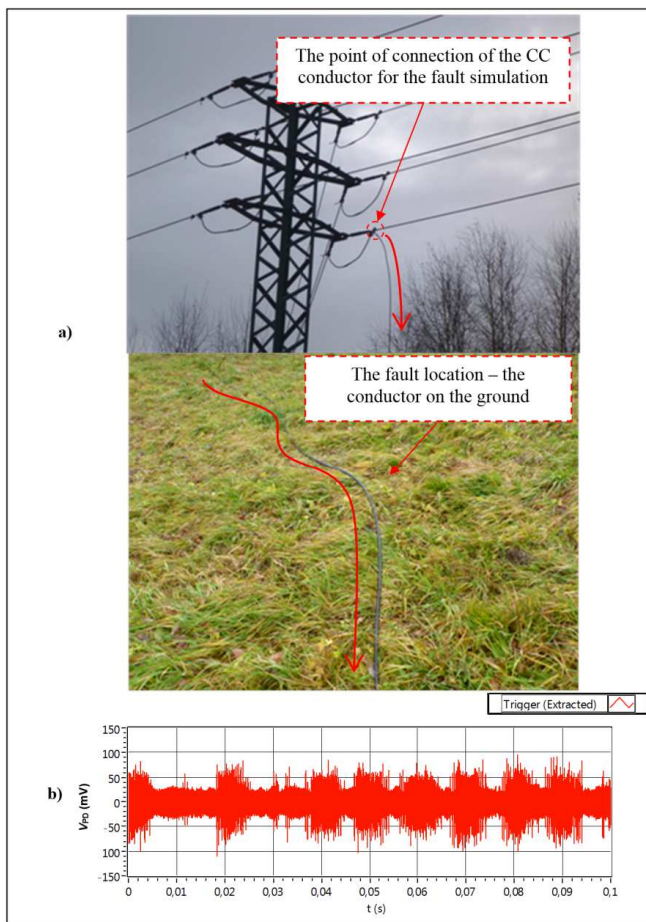 The point of connection of the CC
conductor for the fault simulation
a)
The fault location – the
conductor on the ground
Trigger (Extracted)
b)
150
100
50
0
-50
100
-150
V_PD (mV)
0 0,01 0,02 0,03 0,04 0,05 0,06 0,07 0,08 0,09 0,1
t (s)